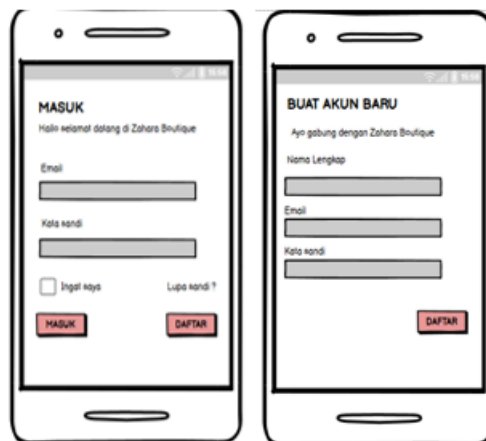 MASUK
Hallo selamat datang di Zahara Boutique
Email
Kata sandi
Ingat saya
Lupa sandi ?
MASUK
DAFTAR
BUAT AKUN BARU
Ayo gabung dengan Zahara Boutique
Nama Lengkap
Email
Kata sandi
DAFTAR